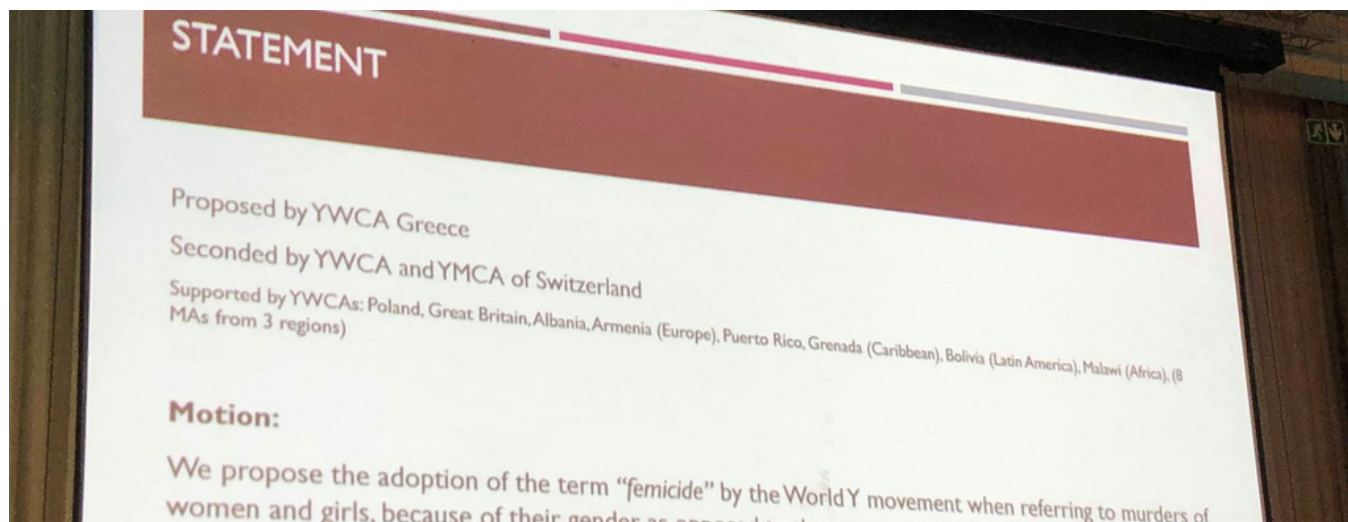 STATEMENT
Proposed by YWCA Greece
Seconded by YWCA and YMCA of Switzerland
Supported by YWCAs: Poland, Great Britain, Albania, Armenia (Europe), Puerto Rico, Grenada (Caribbean), Bolivia (Latin America), Malawi (Africa), (8
MAs from 3 regions)
Motion:
We propose the adoption of the term “femicide” by the World Y movement when referring to murders of
women and girls, because of their gender as opposed